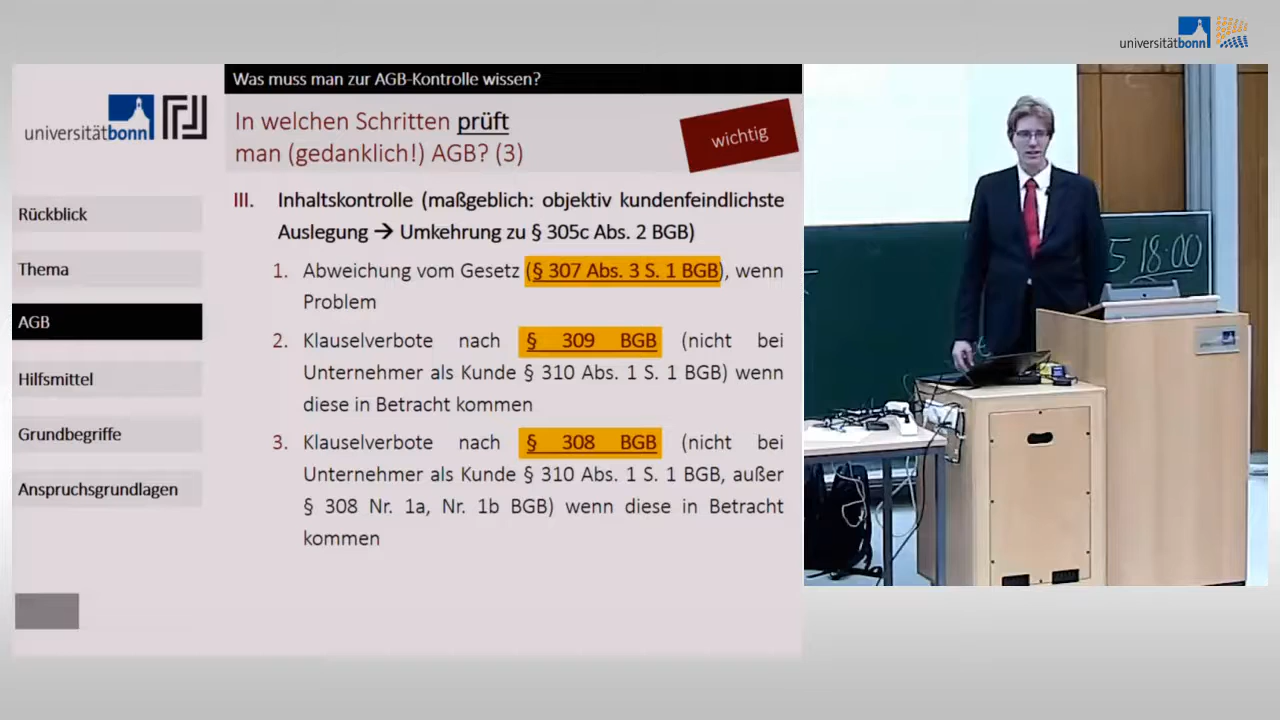 universitätbonn
Was muss man zur AGB-Kontrolle wissen?
universitätbonn
In welchen Schritten prüft
man (gedanklich!) AGB? (3)
wichtig
Rückblick
Thema
AGB
Hilfsmittel
Grundbegriffe
Anspruchsgrundlagen
III. Inhaltskontrolle (maßgeblich: objektiv kundenfeindlichste
Auslegung → Umkehrung zu § 305c Abs. 2 BGB)
1. Abweichung vom Gesetz (§ 307 Abs. 3 S. 1 BGB), wenn
Problem
2. Klauselverbote nach § 309 BGB (nicht bei
Unternehmer als Kunde § 310 Abs. 1 S. 1 BGB) wenn
diese in Betracht kommen
3. Klauselverbote nach § 308 BGB (nicht bei
Unternehmer als Kunde § 310 Abs. 1 S. 1 BGB, außer
§ 308 Nr. 1a, Nr. 1b BGB) wenn diese in Betracht
kommen
5 18:00